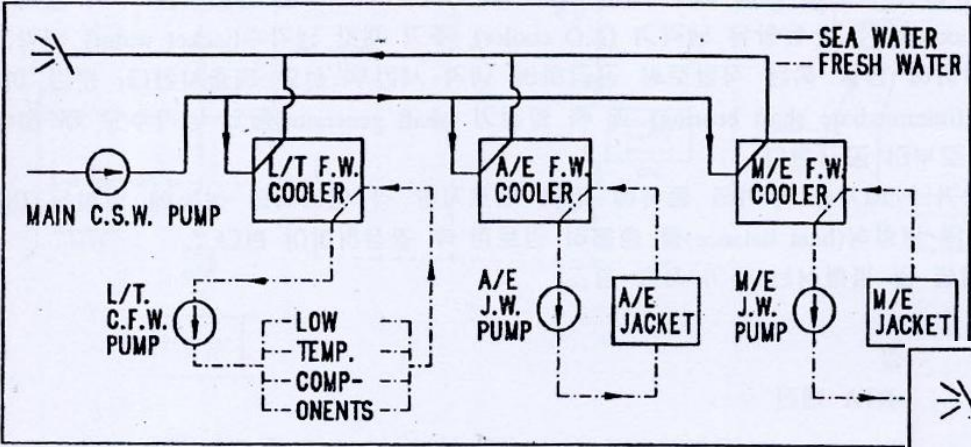 SEA WATER
FRESH WATER
L/T F.W.
COOLER
A/E F.W.
COOLER
M/E F.W.
COOLER
MAIN C.S.W. PUMP
L/T.
C.F.W.
PUMP
LOW
TEMP.
COMP-
ONENTS
A/E
J.W.
PUMP
A/E
JACKET
M/E
J.W.
PUMP
M/E
JACKET